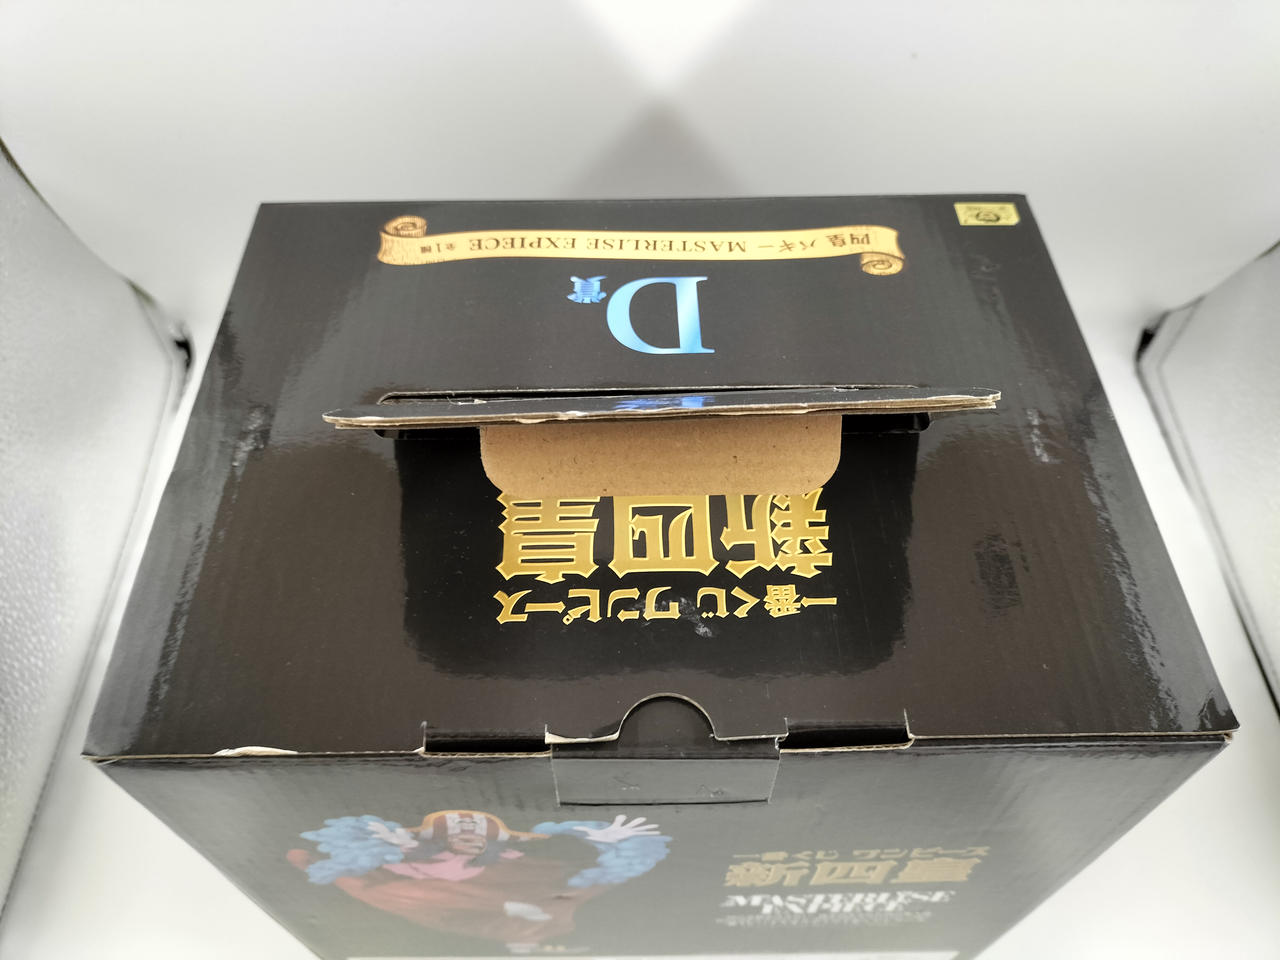 一番くじ ワンピース
新四皇
D賞
四皇 バギー MASTERLISE EXPIECE 全1種
一番くじ ワンピース
新四皇
MASTERLISE
EXPIECE